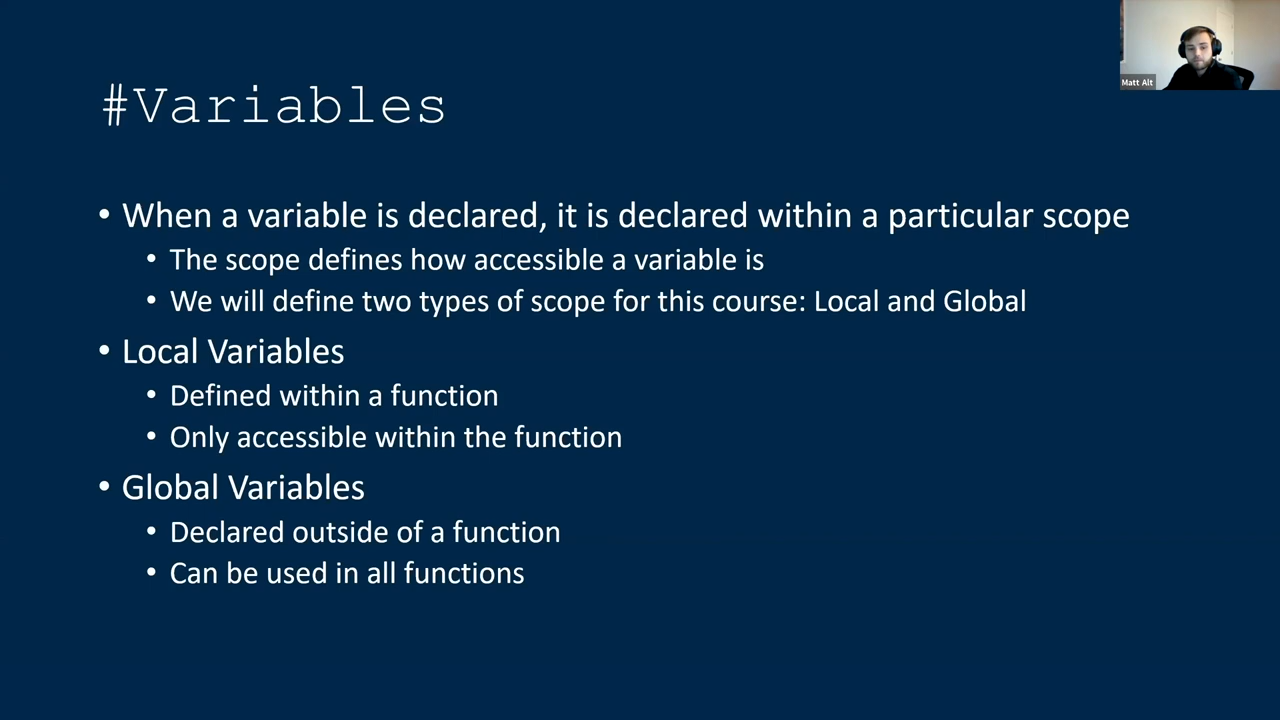 Matt Alt
#Variables
• When a variable is declared, it is declared within a particular scope
• The scope defines how accessible a variable is
• We will define two types of scope for this course: Local and Global
• Local Variables
• Defined within a function
• Only accessible within the function
• Global Variables
• Declared outside of a function
• Can be used in all functions